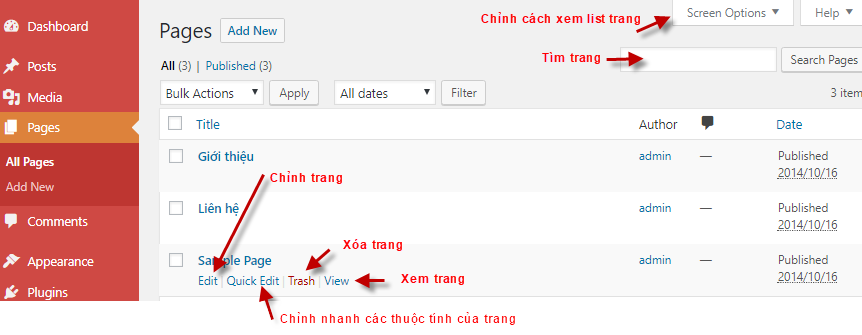 Chỉnh cách xem list trang
Screen Options ▼
Help ▼
Dashboard
Posts
Media
Pages
All Pages
Add New
Comments
Appearance
Plugins
Pages
Add New
All (3) | Published (3)
Tìm trang
Search Pages
Bulk Actions ▼
Apply
All dates ▼
Filter
3 item
Title
Author
Date
Giới thiệu
admin
—
Published
2014/10/16
Chỉnh trang
Liên hệ
admin
—
Published
2014/10/16
Xóa trang
Sample Page
admin
—
Published
2014/10/16
Edit | Quick Edit | Trash | View
Xem trang
Chỉnh nhanh các thuộc tính của trang